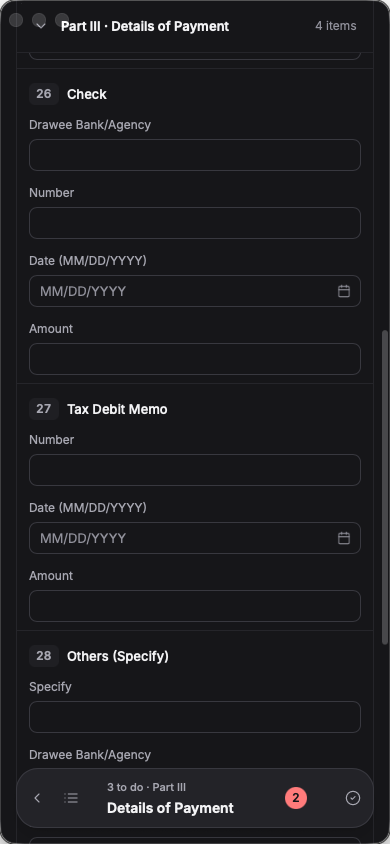 Part III · Details of Payment
4 items
26 Check
Drawee Bank/Agency
Number
Date (MM/DD/YYYY)
MM/DD/YYYY
Amount
27 Tax Debit Memo
Number
Date (MM/DD/YYYY)
MM/DD/YYYY
Amount
28 Others (Specify)
Specify
Drawee Bank/Agency
3 to do · Part III
Details of Payment
2